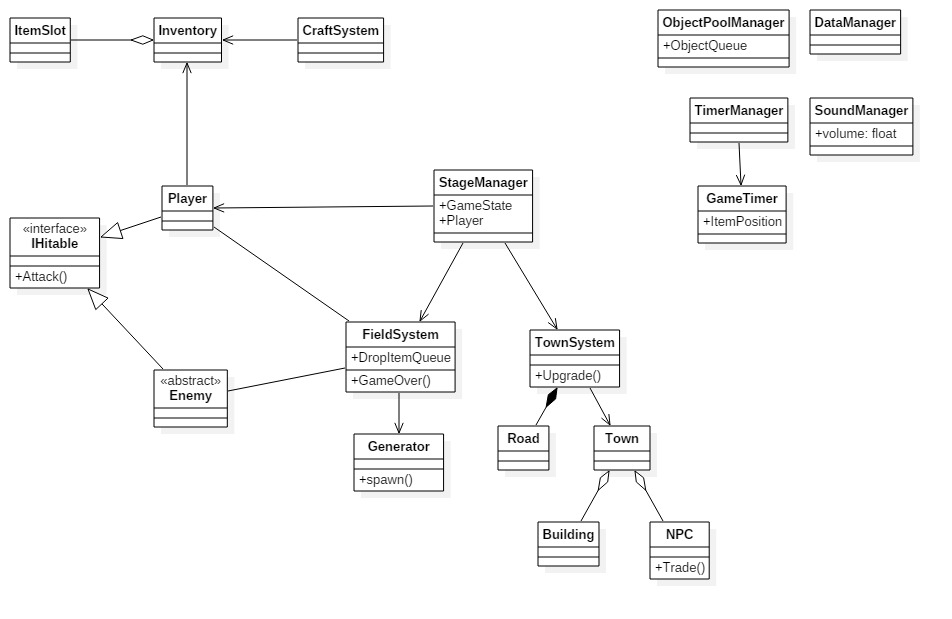 ItemSlot
Inventory
CraftSystem
ObjectPoolManager
+ObjectQueue
DataManager
TimerManager
SoundManager
+volume: float
GameTimer
+ItemPosition
Player
StageManager
+GameState
+Player
«interface»
IHitable
+Attack()
FieldSystem
+DropItemQueue
+GameOver()
TownSystem
+Upgrade()
«abstract»
Enemy
Generator
+spawn()
Road
Town
Building
NPC
+Trade()